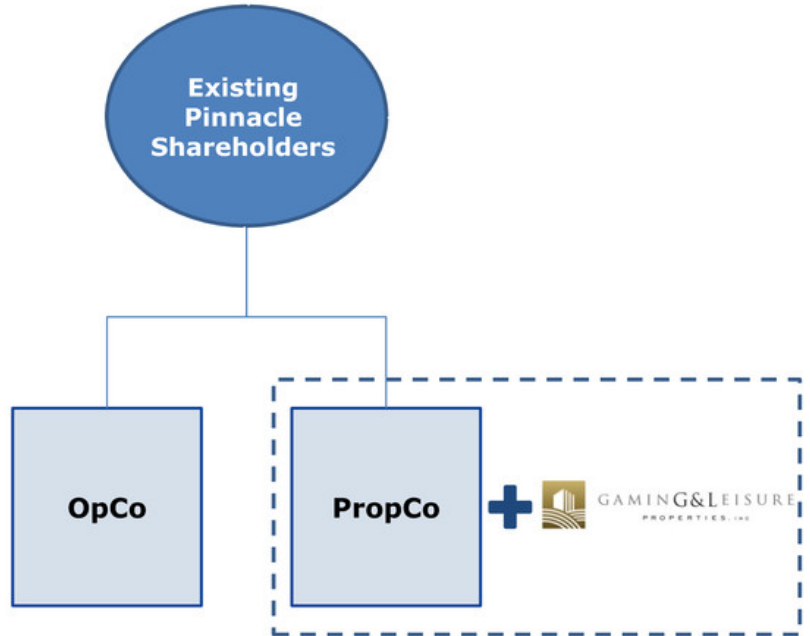 Existing
Pinnacle
Shareholders
OpCo
PropCo
GAMING&LEISURE
PROPERTIES, INC